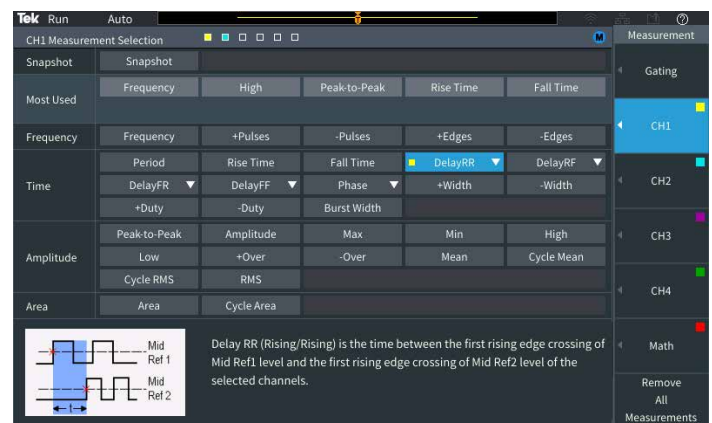 Tek Run Auto
CH1 Measurement Selection M Measurement
Snapshot Snapshot
Gating
Most Used Frequency High Peak-to-Peak Rise Time Fall Time
CH1
Frequency Frequency +Pulses -Pulses +Edges -Edges
Time Period Rise Time Fall Time DelayRR DelayRF
DelayFR DelayFF Phase +Width -Width
CH2
+Duty -Duty Burst Width
CH3
Amplitude Peak-to-Peak Amplitude Max Min High
Low +Over -Over Mean Cycle Mean
Cycle RMS RMS
CH4
Area Area Cycle Area
Math
Mid
Ref 1
Mid
Ref 2
t
Delay RR (Rising/Rising) is the time between the first rising edge crossing of
Mid Ref1 level and the first rising edge crossing of Mid Ref2 level of the
selected channels.
Remove
All
Measurements